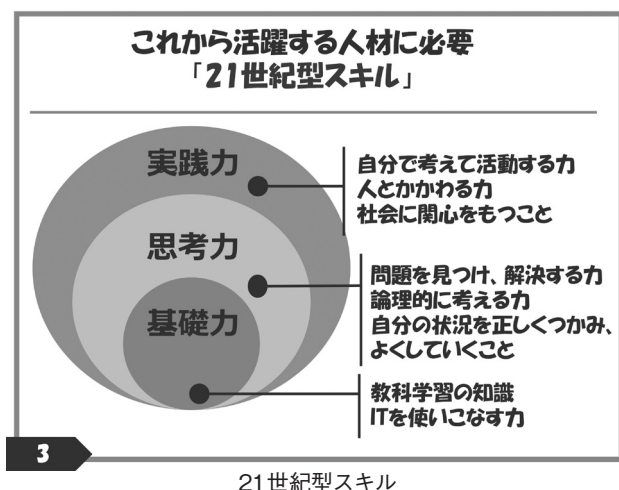 これから活躍する人材に必要
「21世紀型スキル」
実践力
自分で考えて活動する力
人とかかわる力
社会に関心をもつこと
思考力
問題を見つけ、解決する力
論理的に考える力
自分の状況を正しくつかみ、
よくしていくこと
基礎力
教科学習の知識
ITを使いこなす力
3
21世紀型スキル